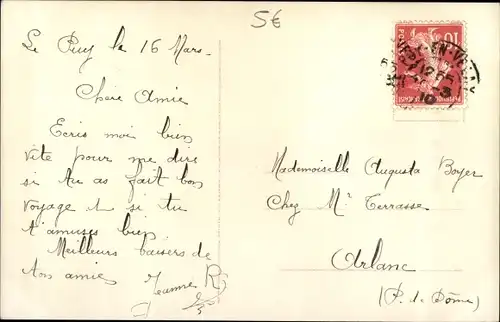 5€
Le Puy le 16 Mars-
Chère Amie
Ecris moi bien
vite pour me dire
si tu as fait bon
voyage et si tu
t'amuses bien
Meilleurs baisers de
ton amie
Jeanne R
Mademoiselle Augusta Boyer
Chez Mr Terrasse
Arlanc
(P. de Dôme)
10